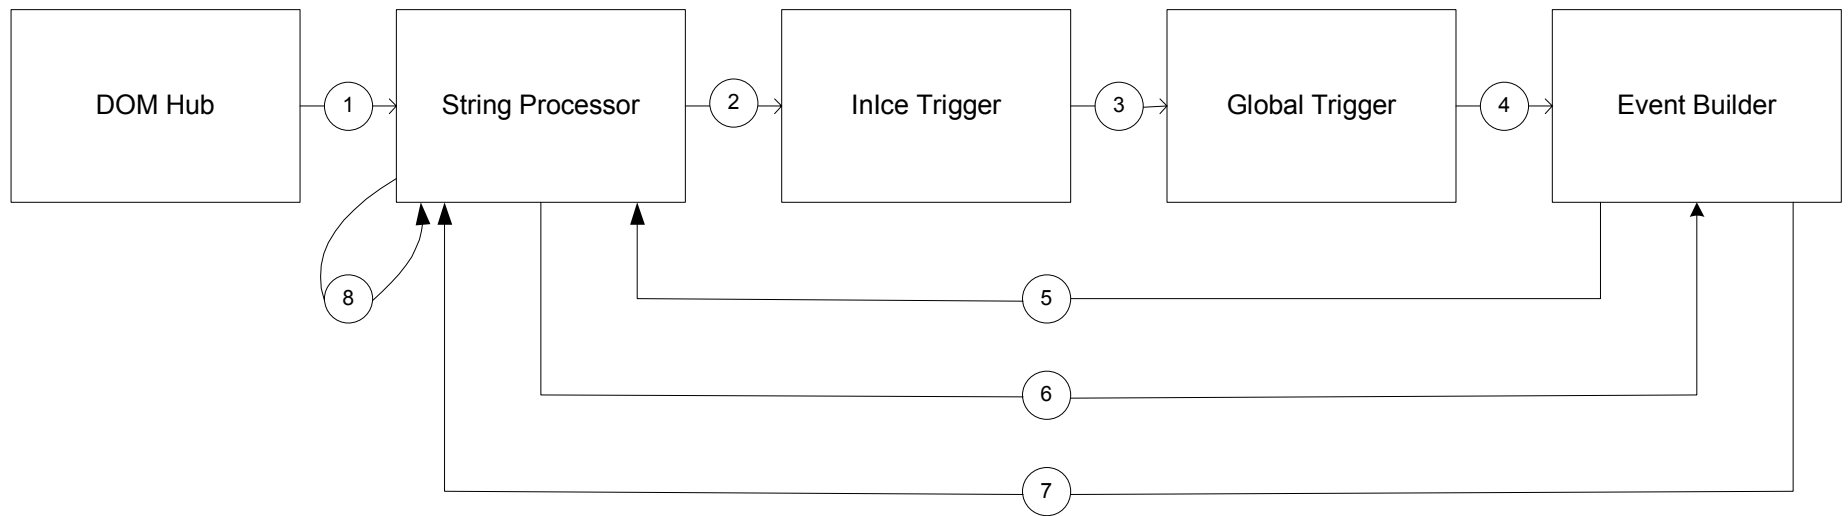 DOM Hub
1
String Processor
2
InIce Trigger
3
Global Trigger
4
Event Builder
8
5
6
7